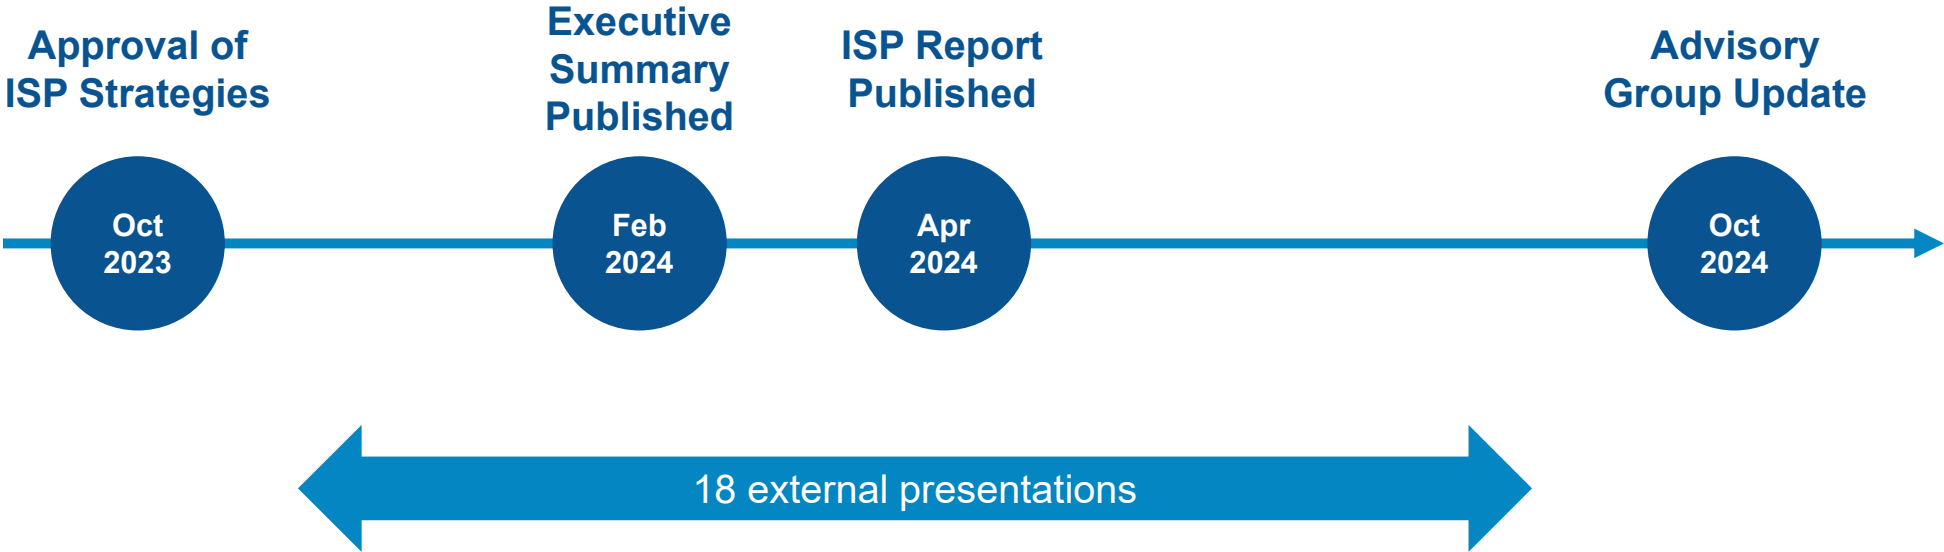 Approval of
ISP Strategies
Executive
Summary
Published
ISP Report
Published
Advisory
Group Update
Oct
2023
Feb
2024
Apr
2024
Oct
2024
18 external presentations